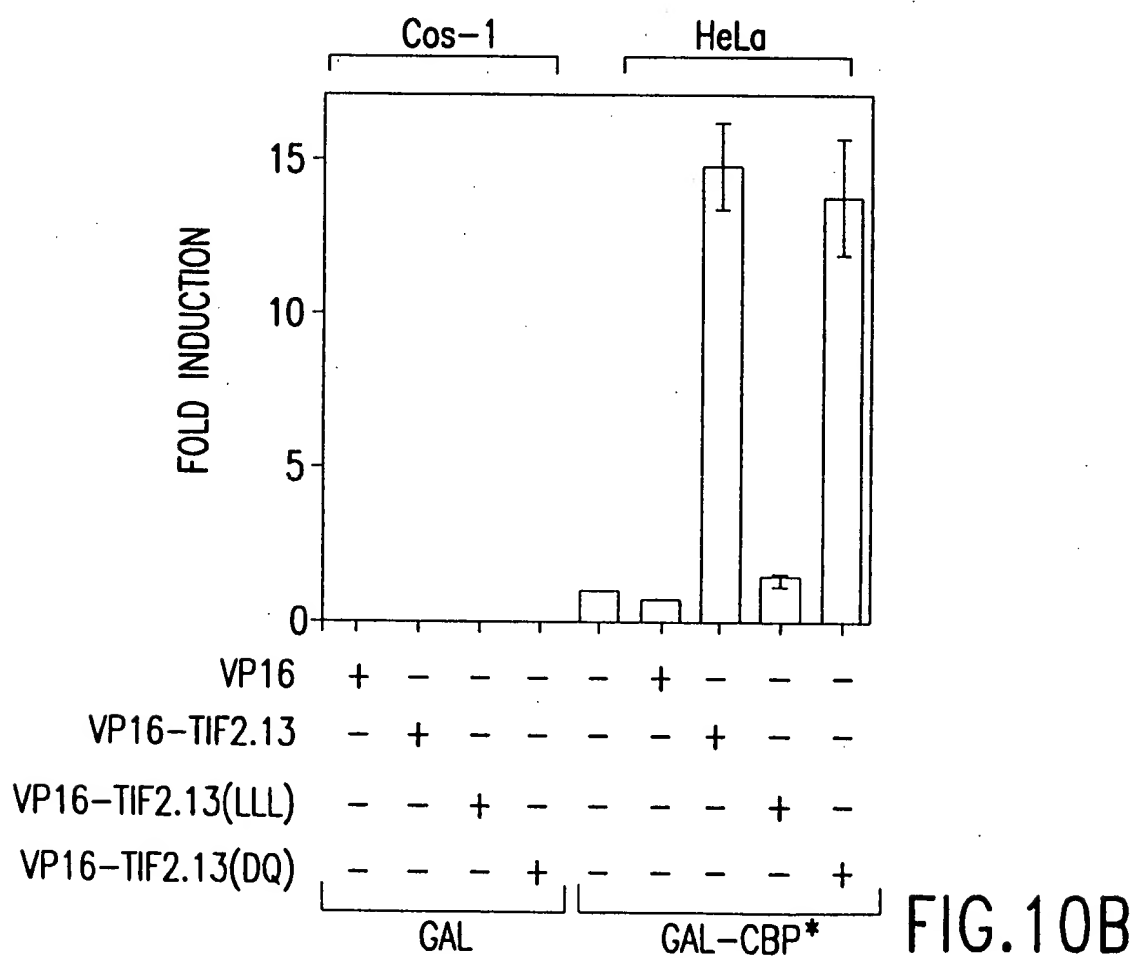 Cos-1 HeLa
FOLD INDUCTION
15
10
5
0
VP16 + - - - - + - - -
VP16-TIF2.13 - + - - - - + - -
VP16-TIF2.13(LLL) - - + - - - - + -
VP16-TIF2.13(DQ) - - - + - - - - +
GAL GAL-CBP*
FIG.10B